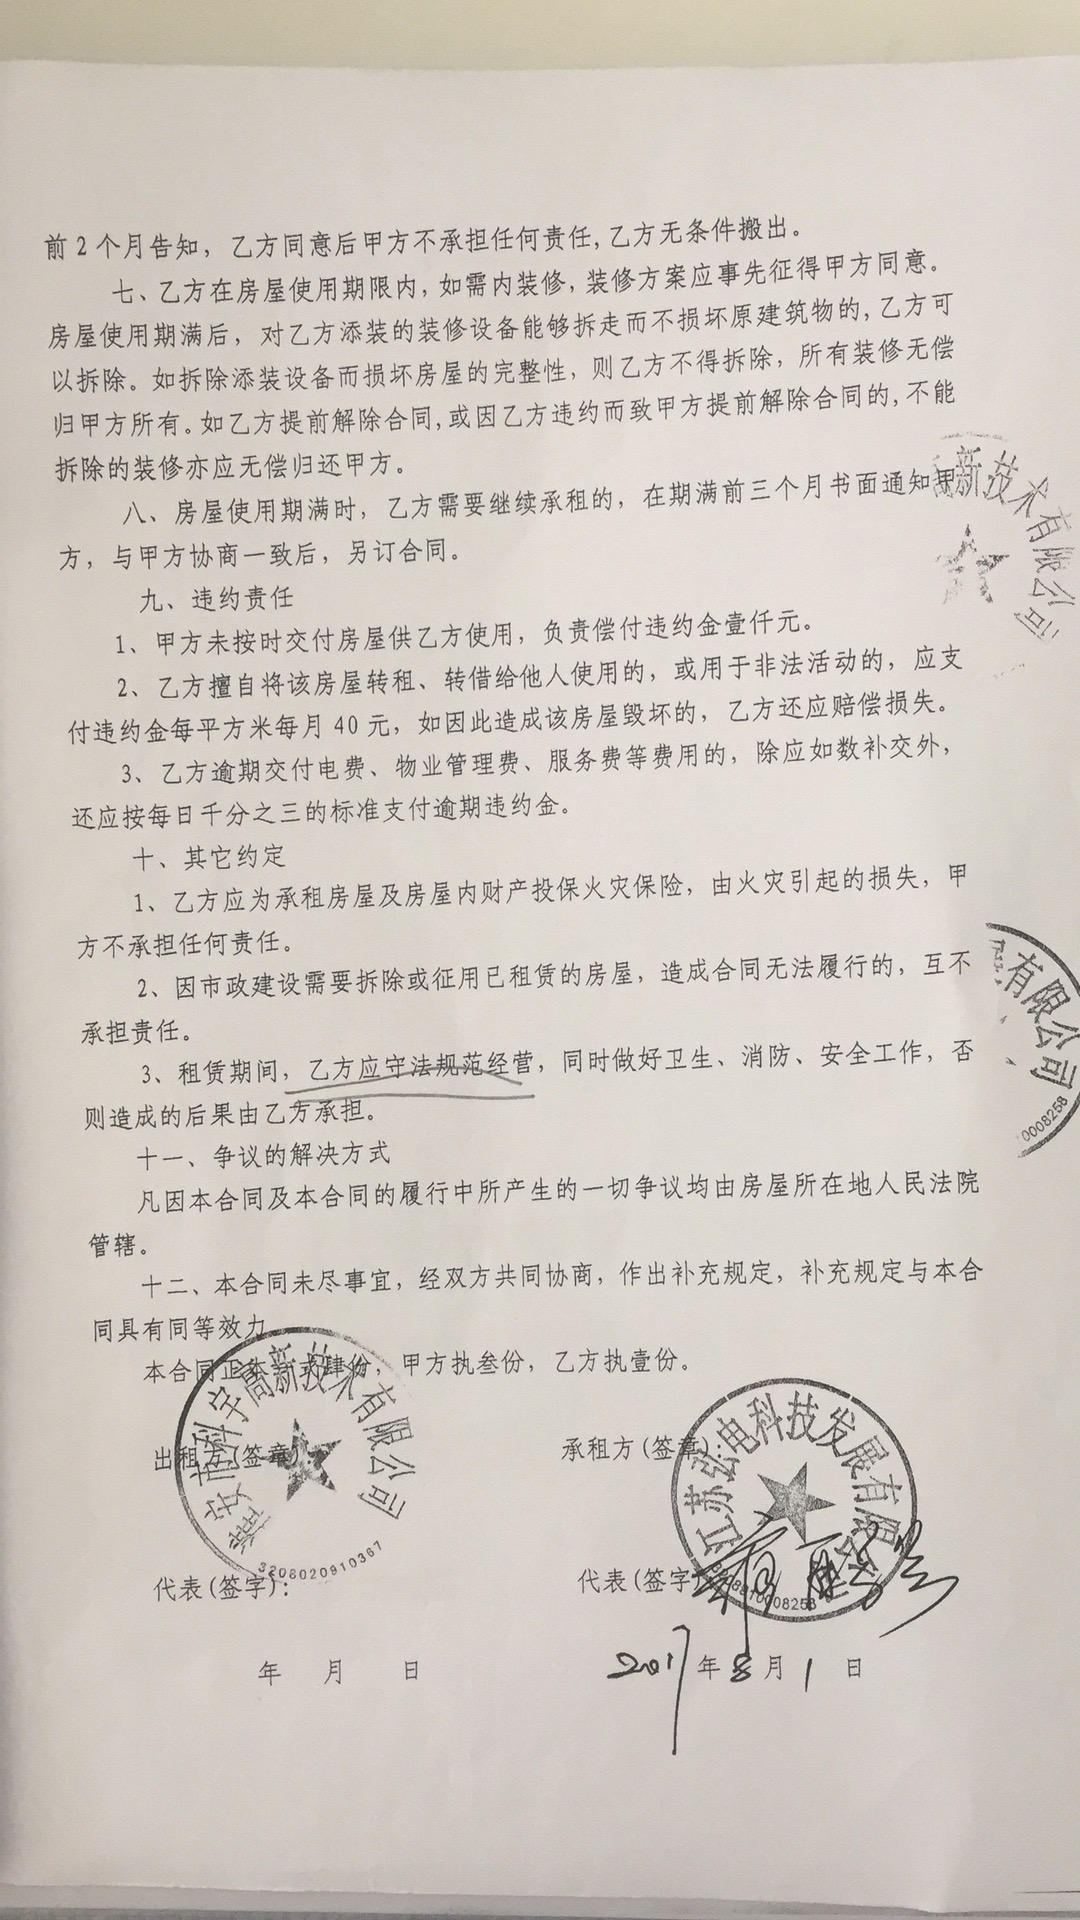 前2个月告知，乙方同意后甲方不承担任何责任,乙方无条件搬出。
七、乙方在房屋使用期限内,如需内装修,装修方案应事先征得甲方同意。
房屋使用期满后，对乙方添装的装修设备能够拆走而不损坏原建筑物的,乙方可
以拆除。如拆除添装设备而损坏房屋的完整性，则乙方不得拆除，所有装修无偿
归甲方所有。如乙方提前解除合同,或因乙方违约而致甲方提前解除合同的,不能
拆除的装修亦应无偿归还甲方。
八、房屋使用期满时，乙方需要继续承租的，在期满前三个月书面通知甲
方，与甲方协商一致后，另订合同。
九、违约责任
1、甲方未按时交付房屋供乙方使用，负责偿付违约金壹仟元。
2、乙方擅自将该房屋转租、转借给他人使用的，或用于非法活动的，应支
付违约金每平方米每月40元，如因此造成该房屋毁坏的，乙方还应赔偿损失。
3、乙方逾期交付电费、物业管理费、服务费等费用的，除应如数补交外，
还应按每日千分之三的标准支付逾期违约金。
十、其它约定
1、乙方应为承租房屋及房屋内财产投保火灾保险，由火灾引起的损失，甲
方不承担任何责任。
2、因市政建设需要拆除或征用已租赁的房屋，造成合同无法履行的，互不
承担责任。
3、租赁期间，乙方应守法规范经营，同时做好卫生、消防、安全工作，否
则造成的后果由乙方承担。
十一、争议的解决方式
凡因本合同及本合同的履行中所产生的一切争议均由房屋所在地人民法院
管辖。
十二、本合同未尽事宜，经双方共同协商，作出补充规定，补充规定与本合
同具有同等效力
本合同正本一式肆份，甲方执叁份，乙方执壹份。
出租方(签章)
承租方(签章):
淮安市科宇高新技术有限公司
3208020910367
江苏弘电科技发展有限公司
代表(签字):
代表(签字)
年 月 日
2017年8月1日
新技术有限公司
展有限公司
0008258